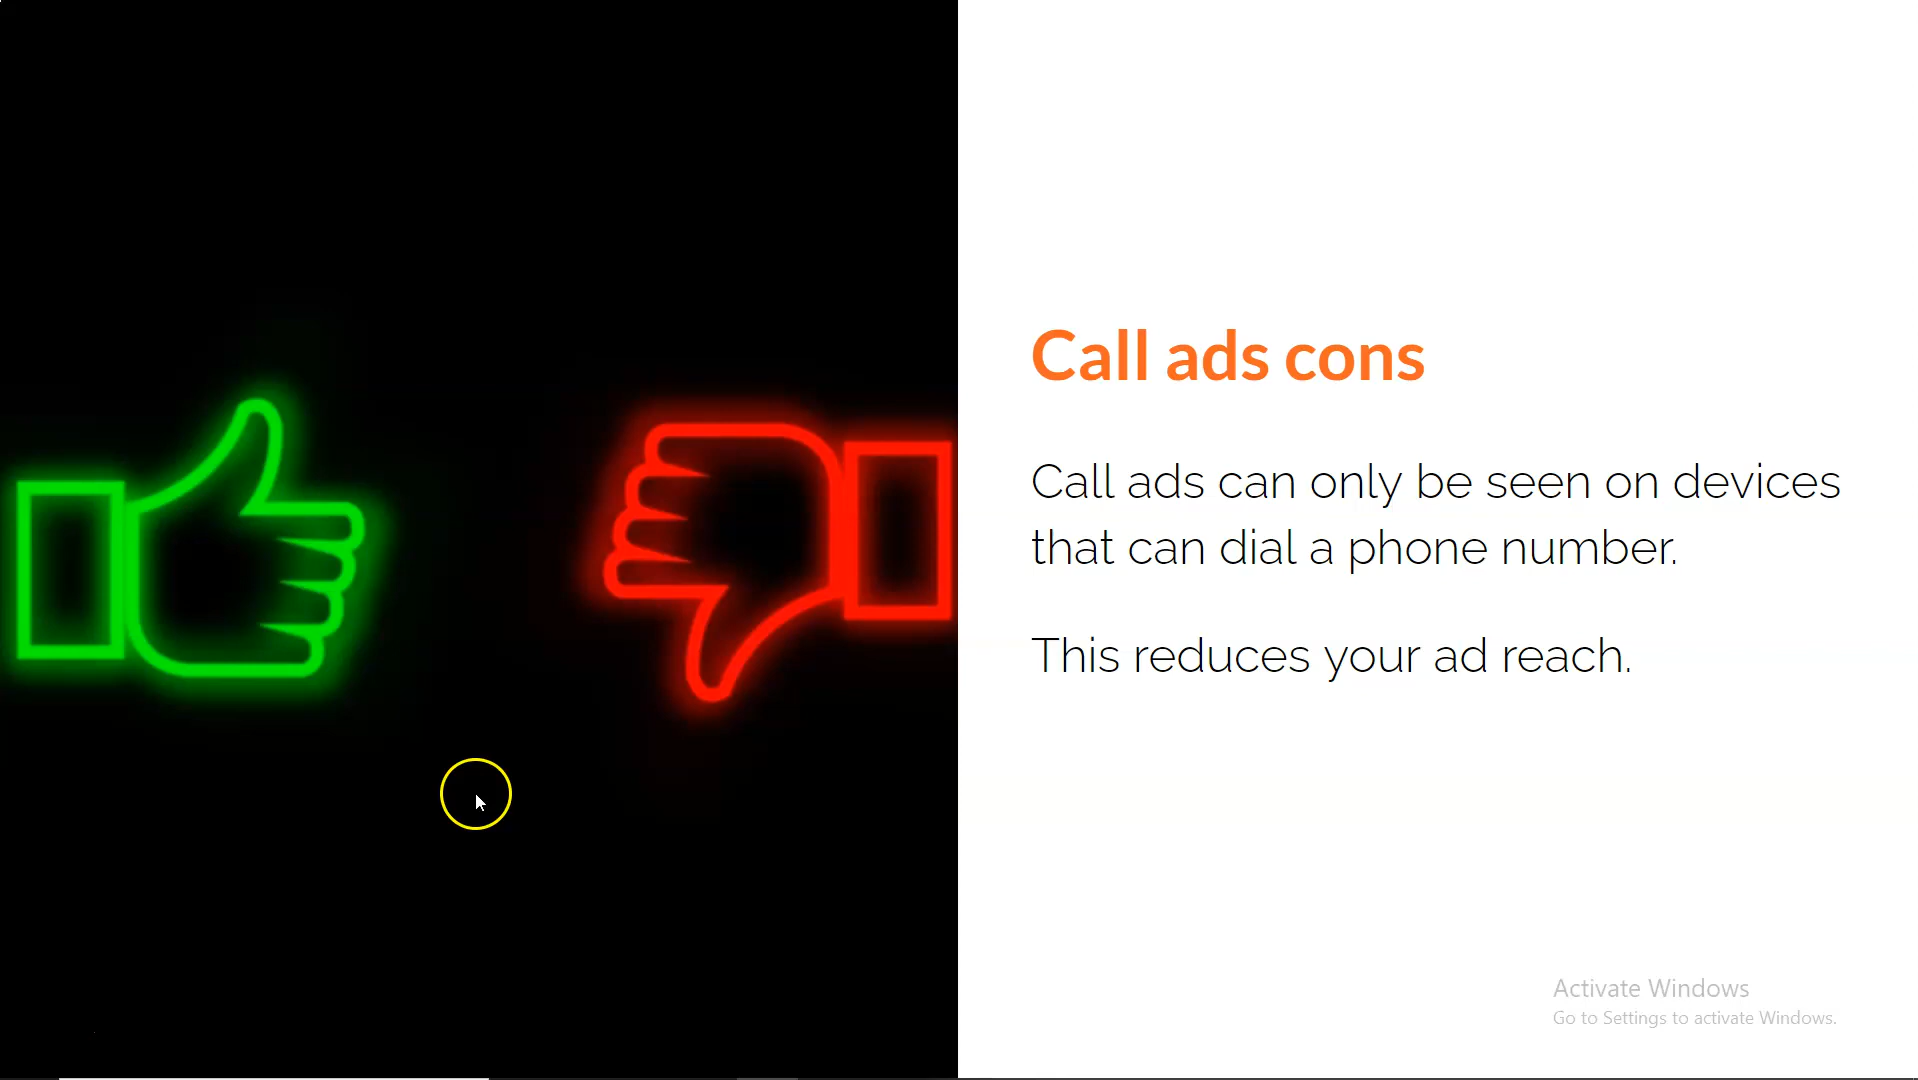 Call ads cons
Call ads can only be seen on devices
that can dial a phone number.
This reduces your ad reach.
Activate Windows
Go to Settings to activate Windows.